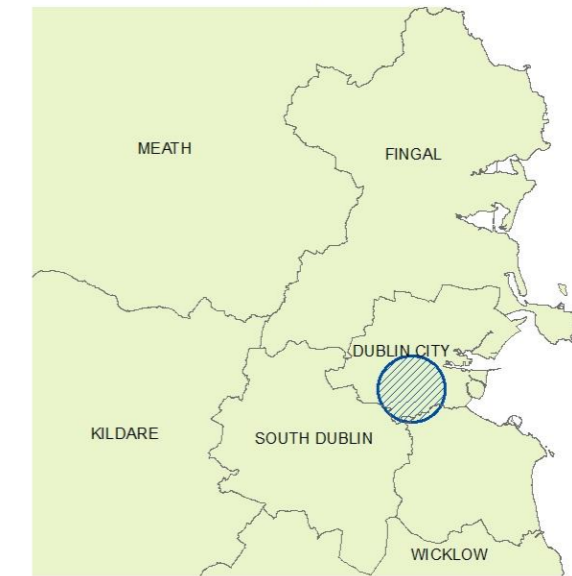 MEATH
FINGAL
DUBLIN CITY
KILDARE
SOUTH DUBLIN
WICKLOW